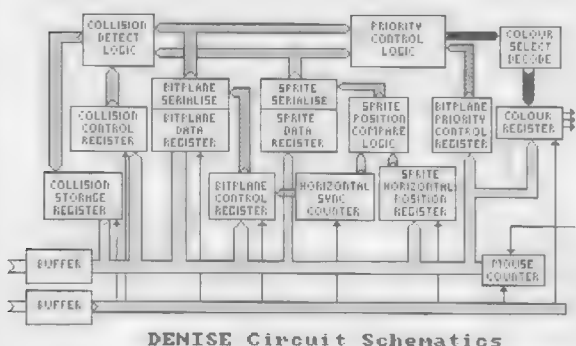 COLLISION
DETECT
LOGIC
PRIORITY
CONTROL
LOGIC
COLOUR
SELECT
DECODE
BITPLANE
SERIALISE
BITPLANE
DATA
REGISTER
SPRITE
SERIALISE
SPRITE
DATA
REGISTER
COLLISION
CONTROL
REGISTER
SPRITE
POSITION
COMPARE
LOGIC
BITPLANE
PRIORITY
CONTROL
REGISTER
COLOUR
REGISTER
COLLISION
STORAGE
REGISTER
BITPLANE
CONTROL
REGISTER
HORIZONTAL
SYNC
COUNTER
SPRITE
HORIZONTAL
POSITION
REGISTER
BUFFER
MOUSE
COUNTER
BUFFER
DENISE Circuit Schematics